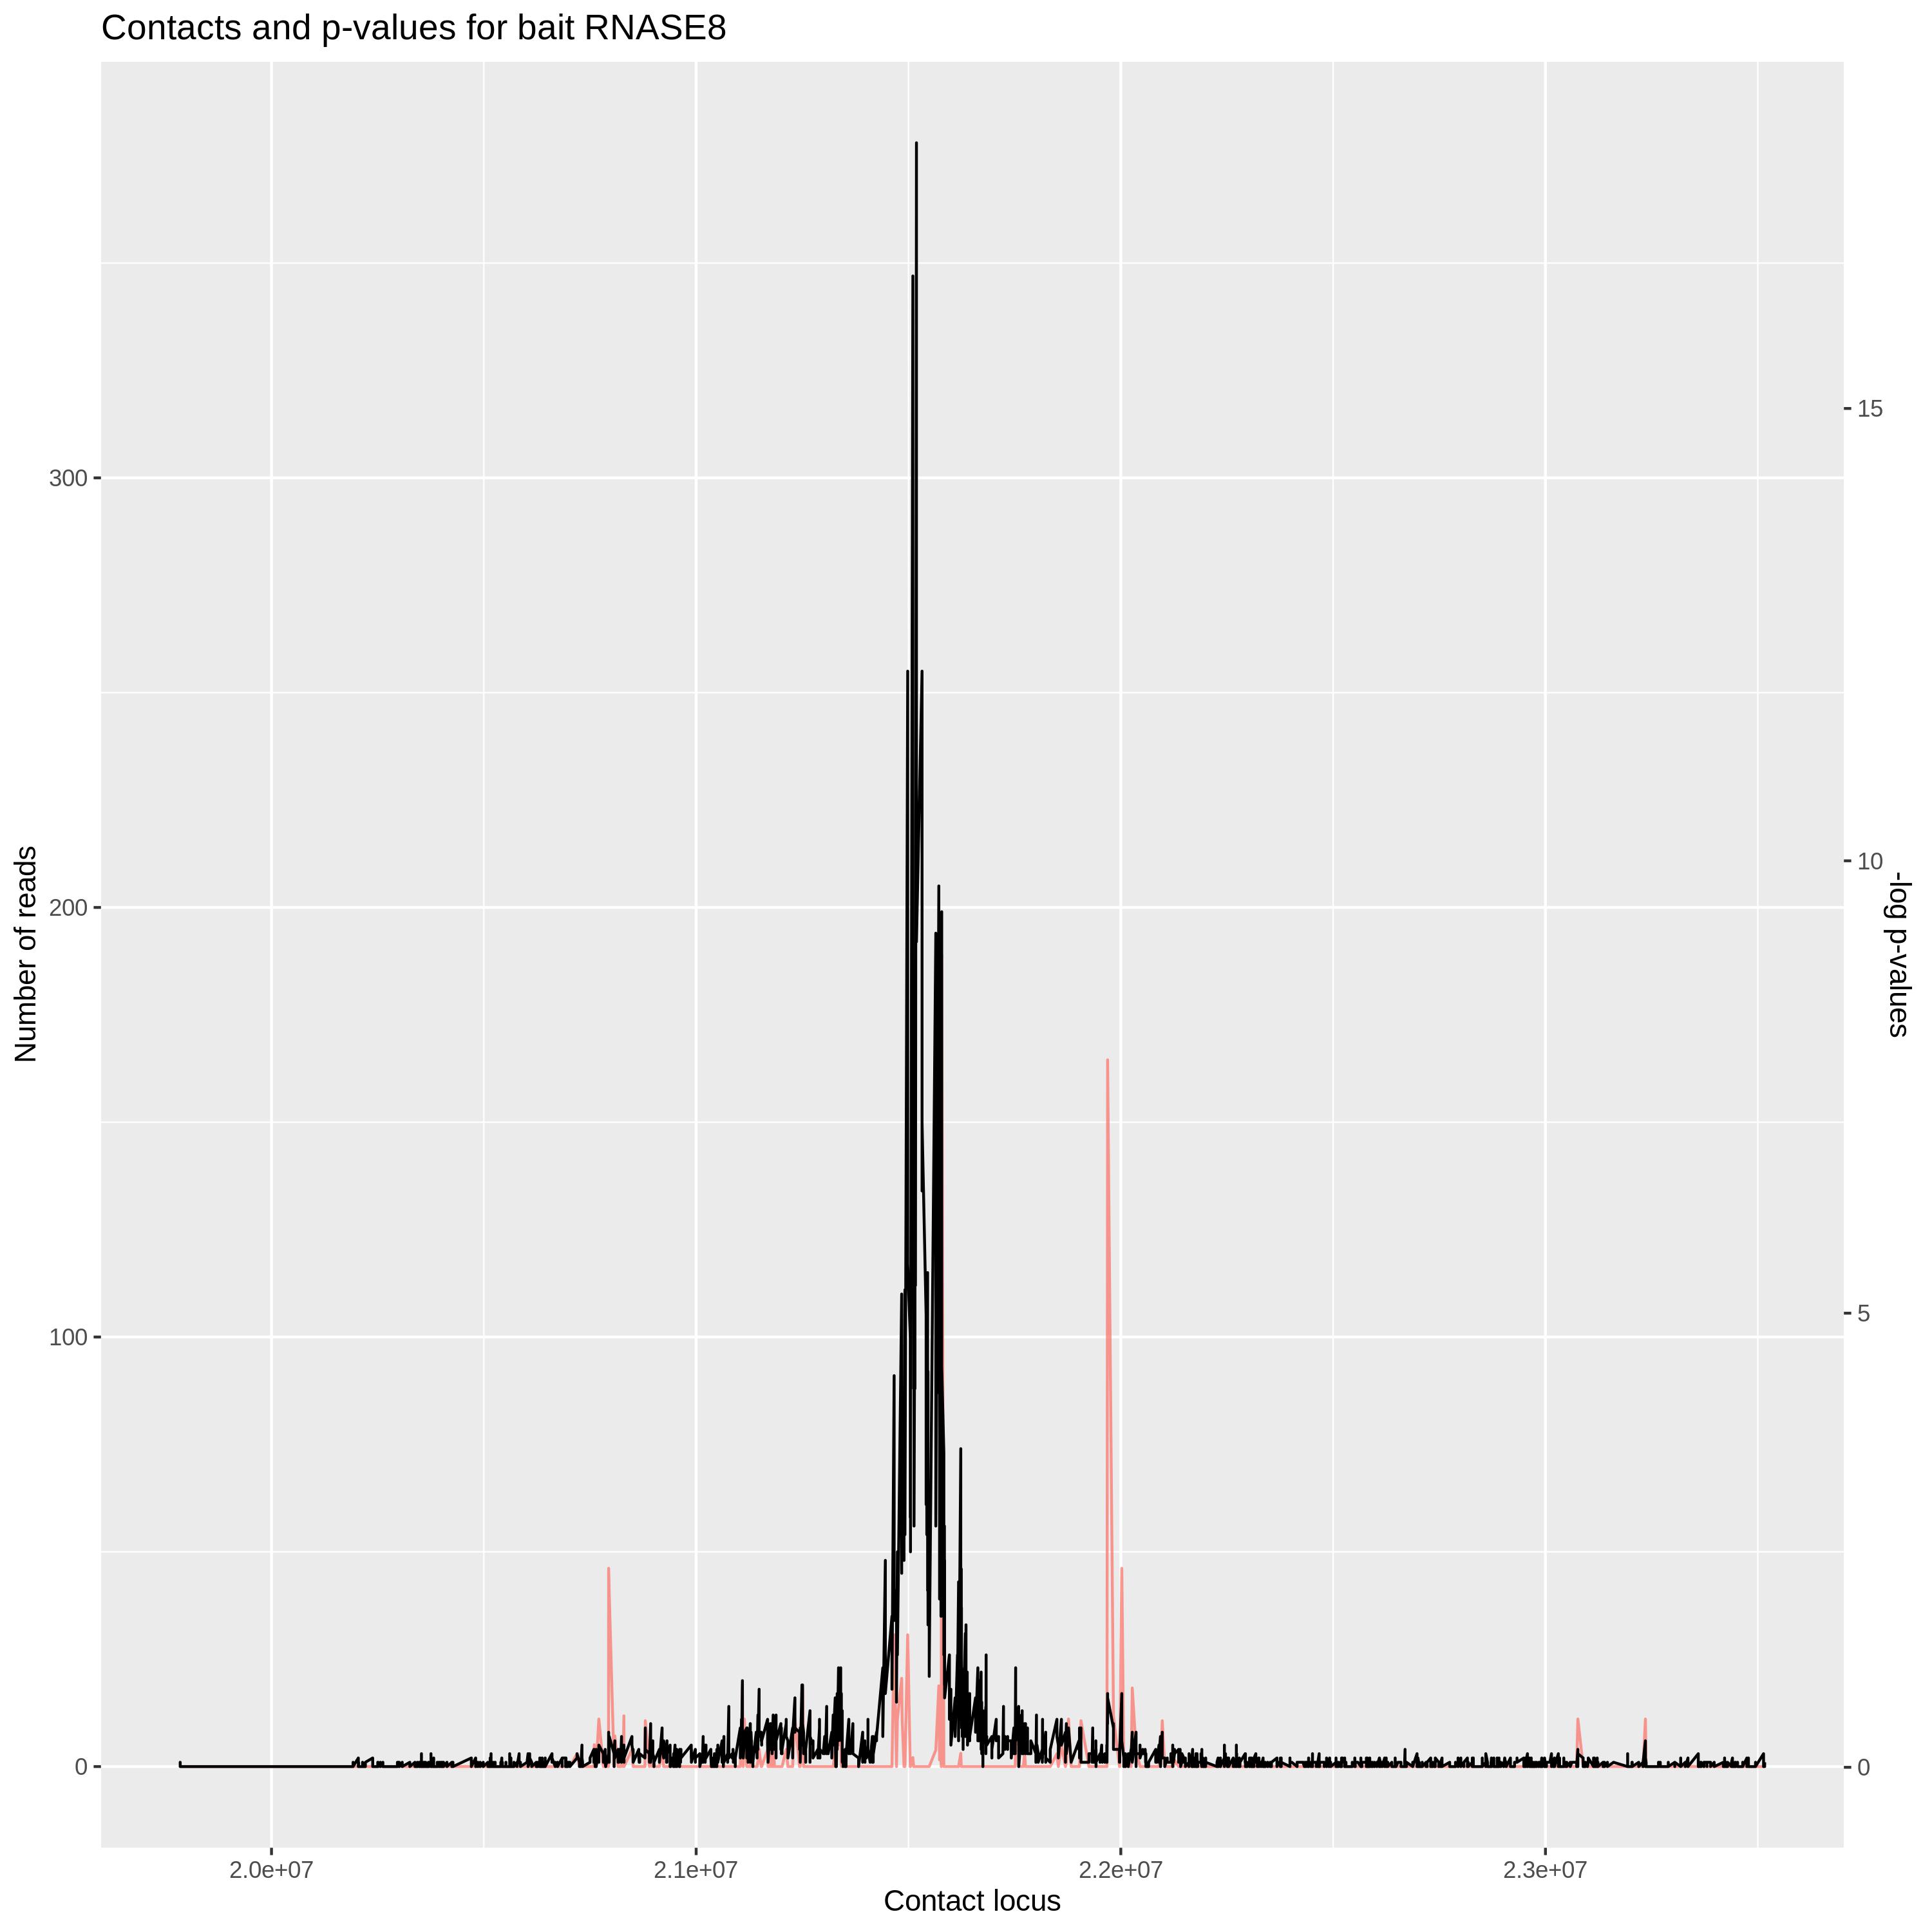 Contacts and p-values for bait RNASE8
Number of reads
300
200
100
0
15
10
5
0
-log p-values
2.0e+07
2.1e+07
2.2e+07
2.3e+07
Contact locus